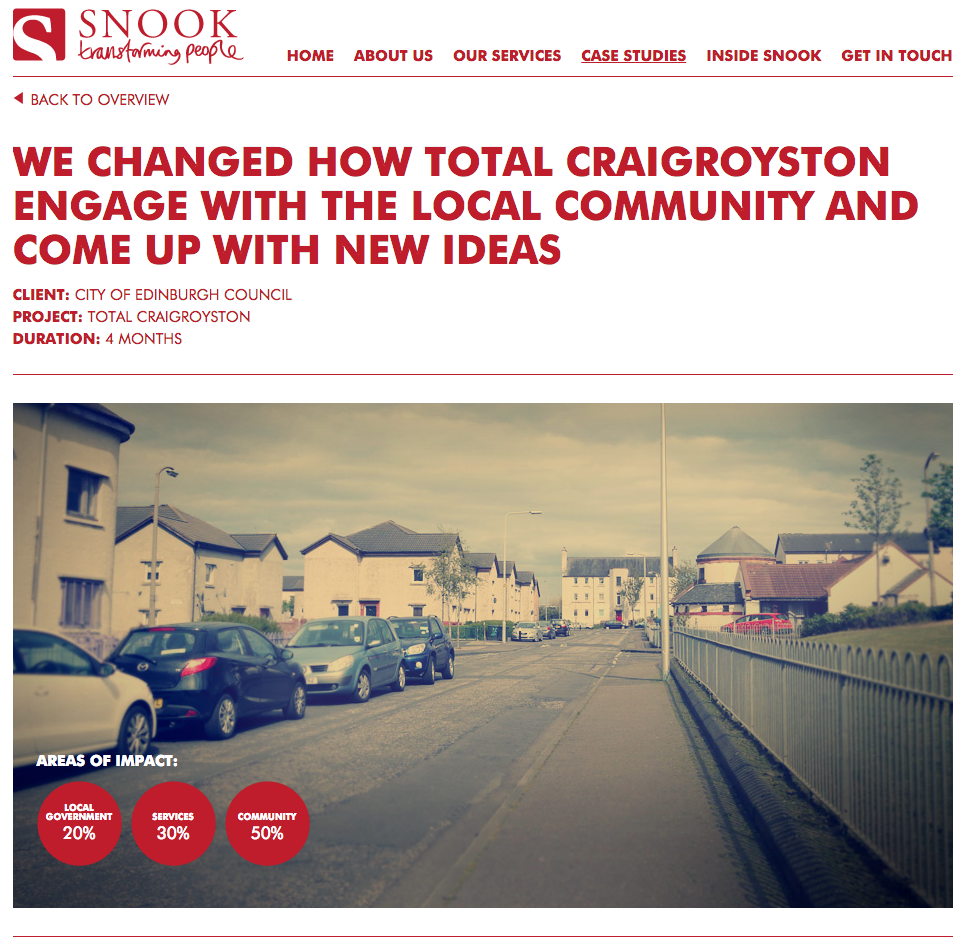 SNOOK
transforming people
HOME ABOUT US OUR SERVICES CASE STUDIES INSIDE SNOOK GET IN TOUCH
BACK TO OVERVIEW
WE CHANGED HOW TOTAL CRAIGROYSTON
ENGAGE WITH THE LOCAL COMMUNITY AND
COME UP WITH NEW IDEAS
CLIENT: CITY OF EDINBURGH COUNCIL
PROJECT: TOTAL CRAIGROYSTON
DURATION: 4 MONTHS
AREAS OF IMPACT:
LOCAL
GOVERNMENT
20%
SERVICES
30%
COMMUNITY
50%